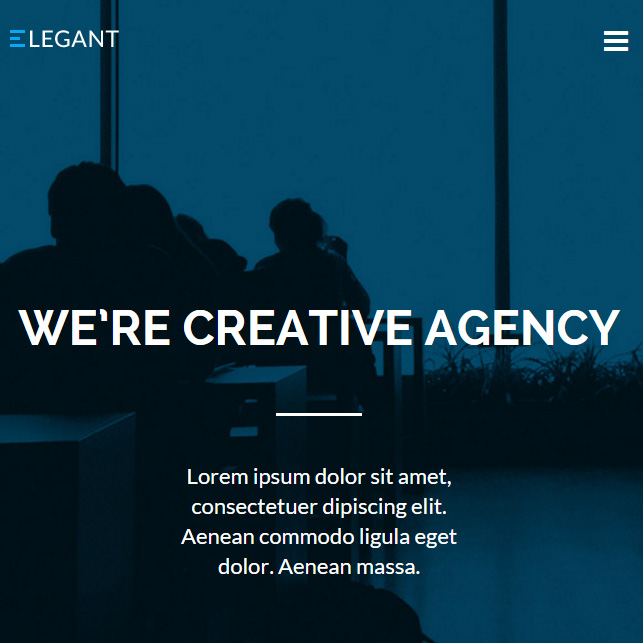 ELEGANT
WE'RE CREATIVE AGENCY
Lorem ipsum dolor sit amet,
consectetuer dipiscing elit.
Aenean commodo ligula eget
dolor. Aenean massa.